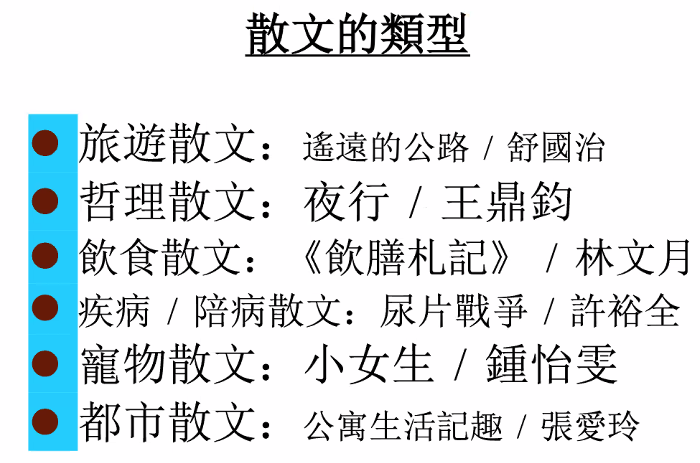 散文的類型
旅遊散文：遙遠的公路 / 舒國治
哲理散文：夜行 / 王鼎鈞
飲食散文：《飲膳札記》 / 林文月
疾病 / 陪病散文：尿片戰爭 / 許裕全
寵物散文：小女生 / 鍾怡雯
都市散文：公寓生活記趣 / 張愛玲